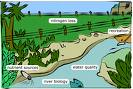 nitrogen loss
recreation
nutrient sources
water quality
river biology